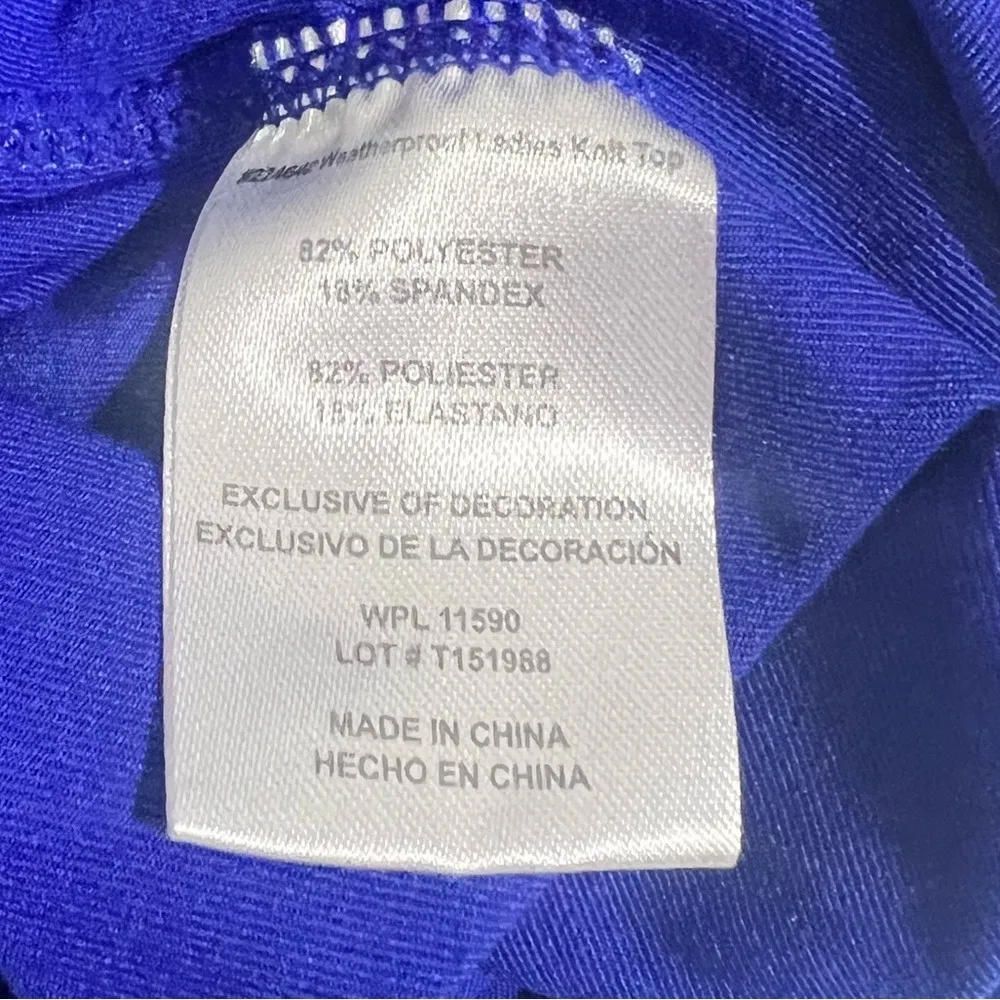 Weatherproof Ladies Knit Top
82% POLYESTER
18% SPANDEX
82% POLIESTER
18% ELASTANO
EXCLUSIVE OF DECORATION
EXCLUSIVO DE LA DECORACIÓN
WPL 11590
LOT # T151988
MADE IN CHINA
HECHO EN CHINA